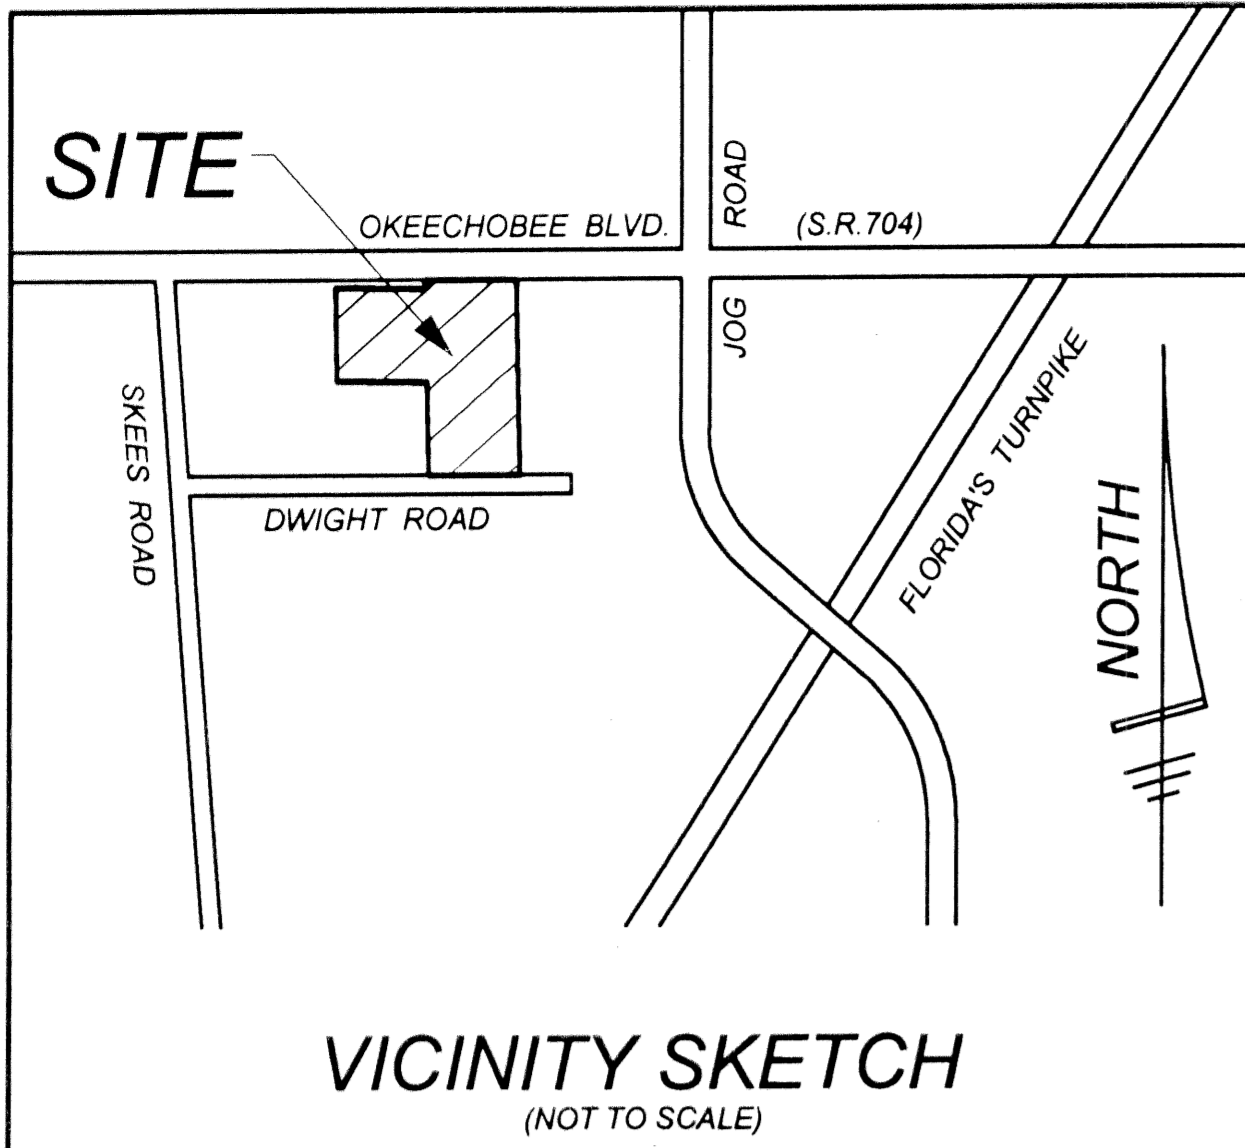 SITE
OKEECHOBEE BLVD.
ROAD
(S.R.704)
JOG
SKEES ROAD
DWIGHT ROAD
FLORIDA'S TURNPIKE
NORTH
VICINITY SKETCH
(NOT TO SCALE)